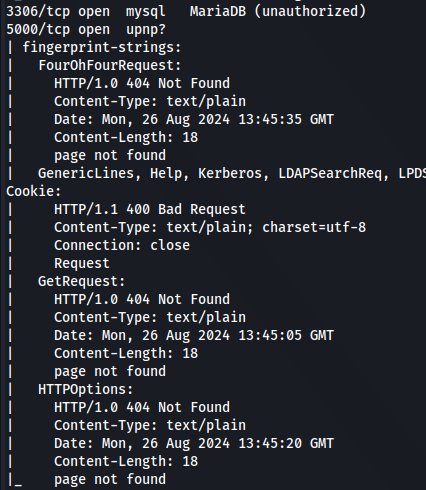 3306/tcp open  mysql   MariaDB (unauthorized)
5000/tcp open  upnp?
| fingerprint-strings:
|   FourOhFourRequest:
|     HTTP/1.0 404 Not Found
|     Content-Type: text/plain
|     Date: Mon, 26 Aug 2024 13:45:35 GMT
|     Content-Length: 18
|     page not found
|   GenericLines, Help, Kerberos, LDAPSearchReq, LPDS
Cookie:
|     HTTP/1.1 400 Bad Request
|     Content-Type: text/plain; charset=utf-8
|     Connection: close
|     Request
|   GetRequest:
|     HTTP/1.0 404 Not Found
|     Content-Type: text/plain
|     Date: Mon, 26 Aug 2024 13:45:05 GMT
|     Content-Length: 18
|     page not found
|   HTTPOptions:
|     HTTP/1.0 404 Not Found
|     Content-Type: text/plain
|     Date: Mon, 26 Aug 2024 13:45:20 GMT
|     Content-Length: 18
|_    page not found